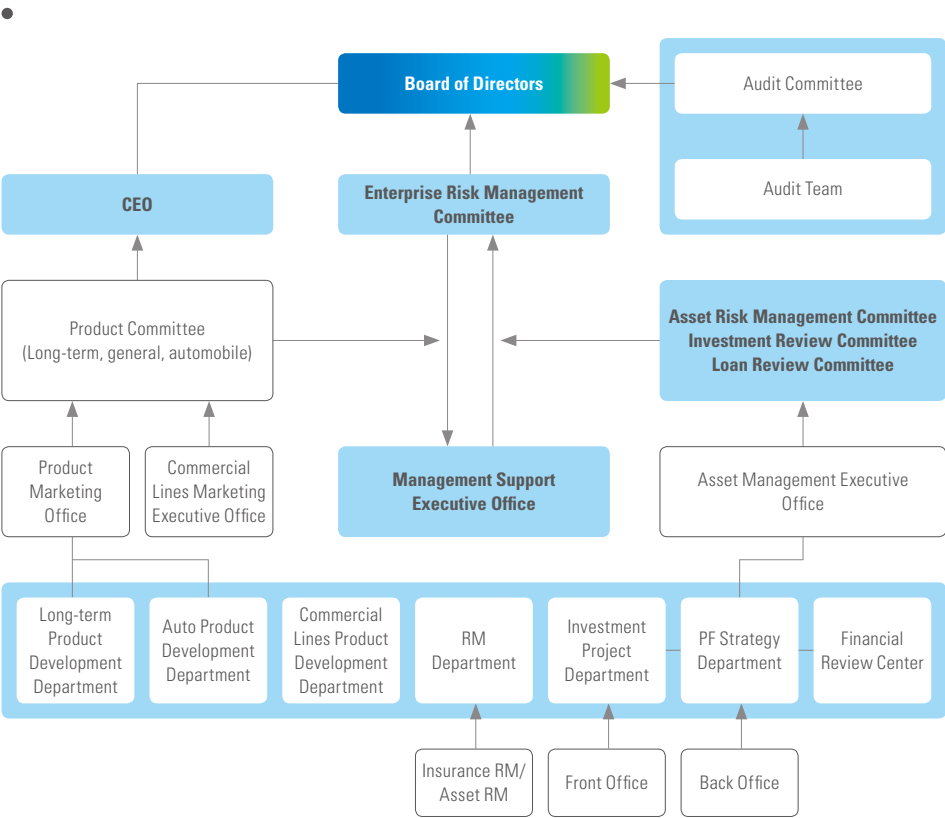 Board of Directors
Audit Committee
Audit Team
CEO
Enterprise Risk Management
Committee
Product Committee
(Long-term, general, automobile)
Asset Risk Management Committee
Investment Review Committee
Loan Review Committee
Product
Marketing
Office
Commercial
Lines Marketing
Executive Office
Management Support
Executive Office
Asset Management Executive
Office
Long-term
Product
Development
Department
Auto Product
Development
Department
Commercial
Lines Product
Development
Department
RM
Department
Investment
Project
Department
PF Strategy
Department
Financial
Review Center
Insurance RM/
Asset RM
Front Office
Back Office